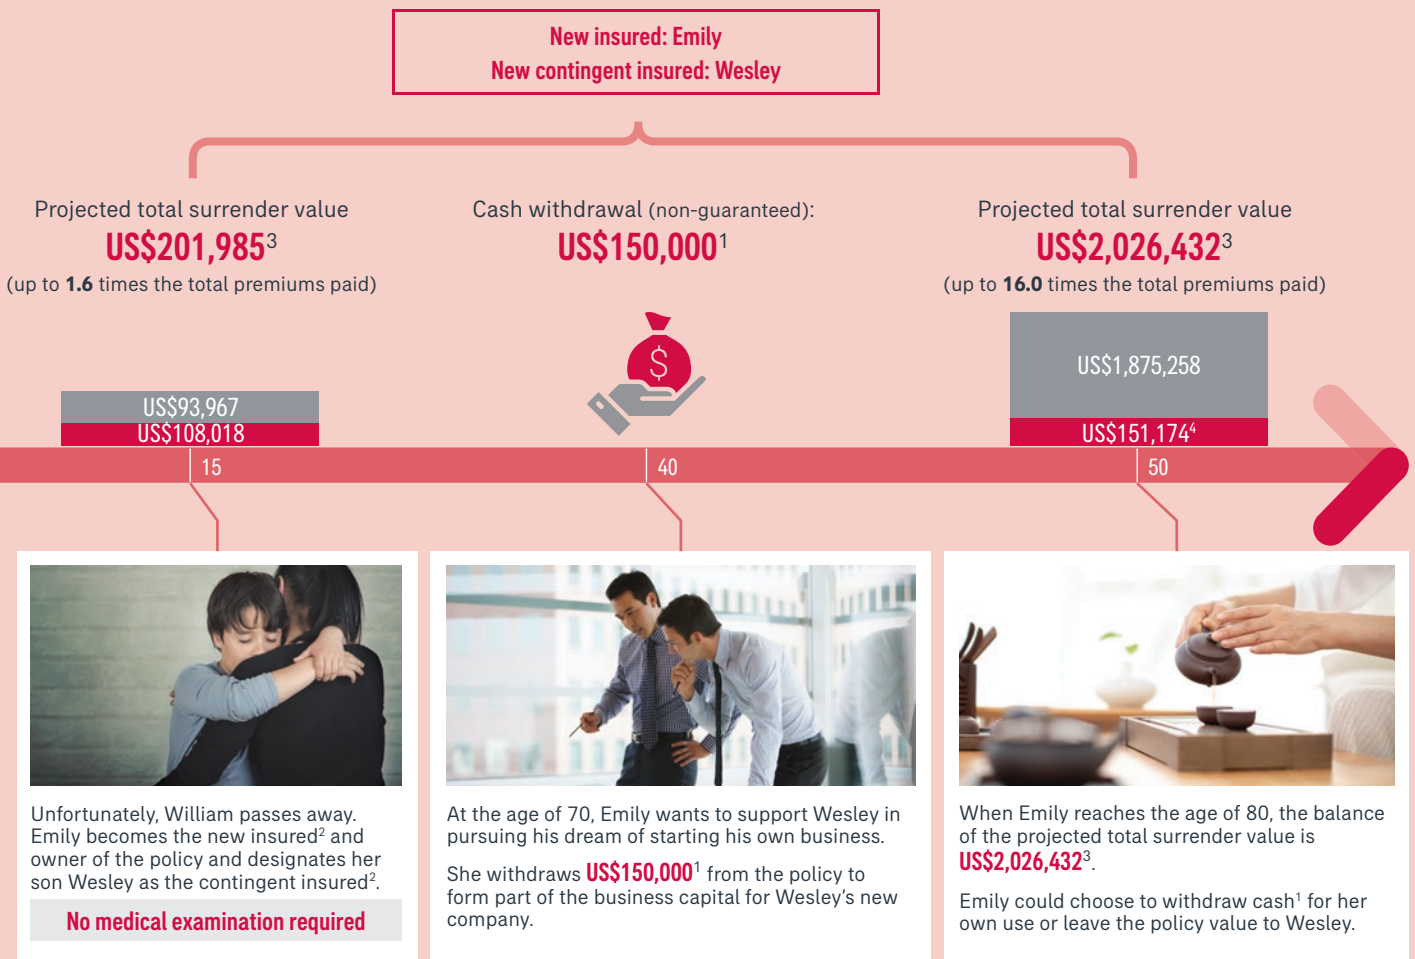 New insured: Emily
New contingent insured: Wesley
Projected total surrender value
US$201,985³
(up to 1.6 times the total premiums paid)
Cash withdrawal (non-guaranteed):
US$150,000¹
Projected total surrender value
US$2,026,432³
(up to 16.0 times the total premiums paid)
$
US$93,967
US$108,018
US$1,875,258
US$151,174⁴
15
40
50
Unfortunately, William passes away.
Emily becomes the new insured² and
owner of the policy and designates her
son Wesley as the contingent insured².
No medical examination required
At the age of 70, Emily wants to support Wesley in
pursuing his dream of starting his own business.
She withdraws US$150,000¹ from the policy to
form part of the business capital for Wesley’s new
company.
When Emily reaches the age of 80, the balance
of the projected total surrender value is
US$2,026,432³.
Emily could choose to withdraw cash¹ for her
own use or leave the policy value to Wesley.